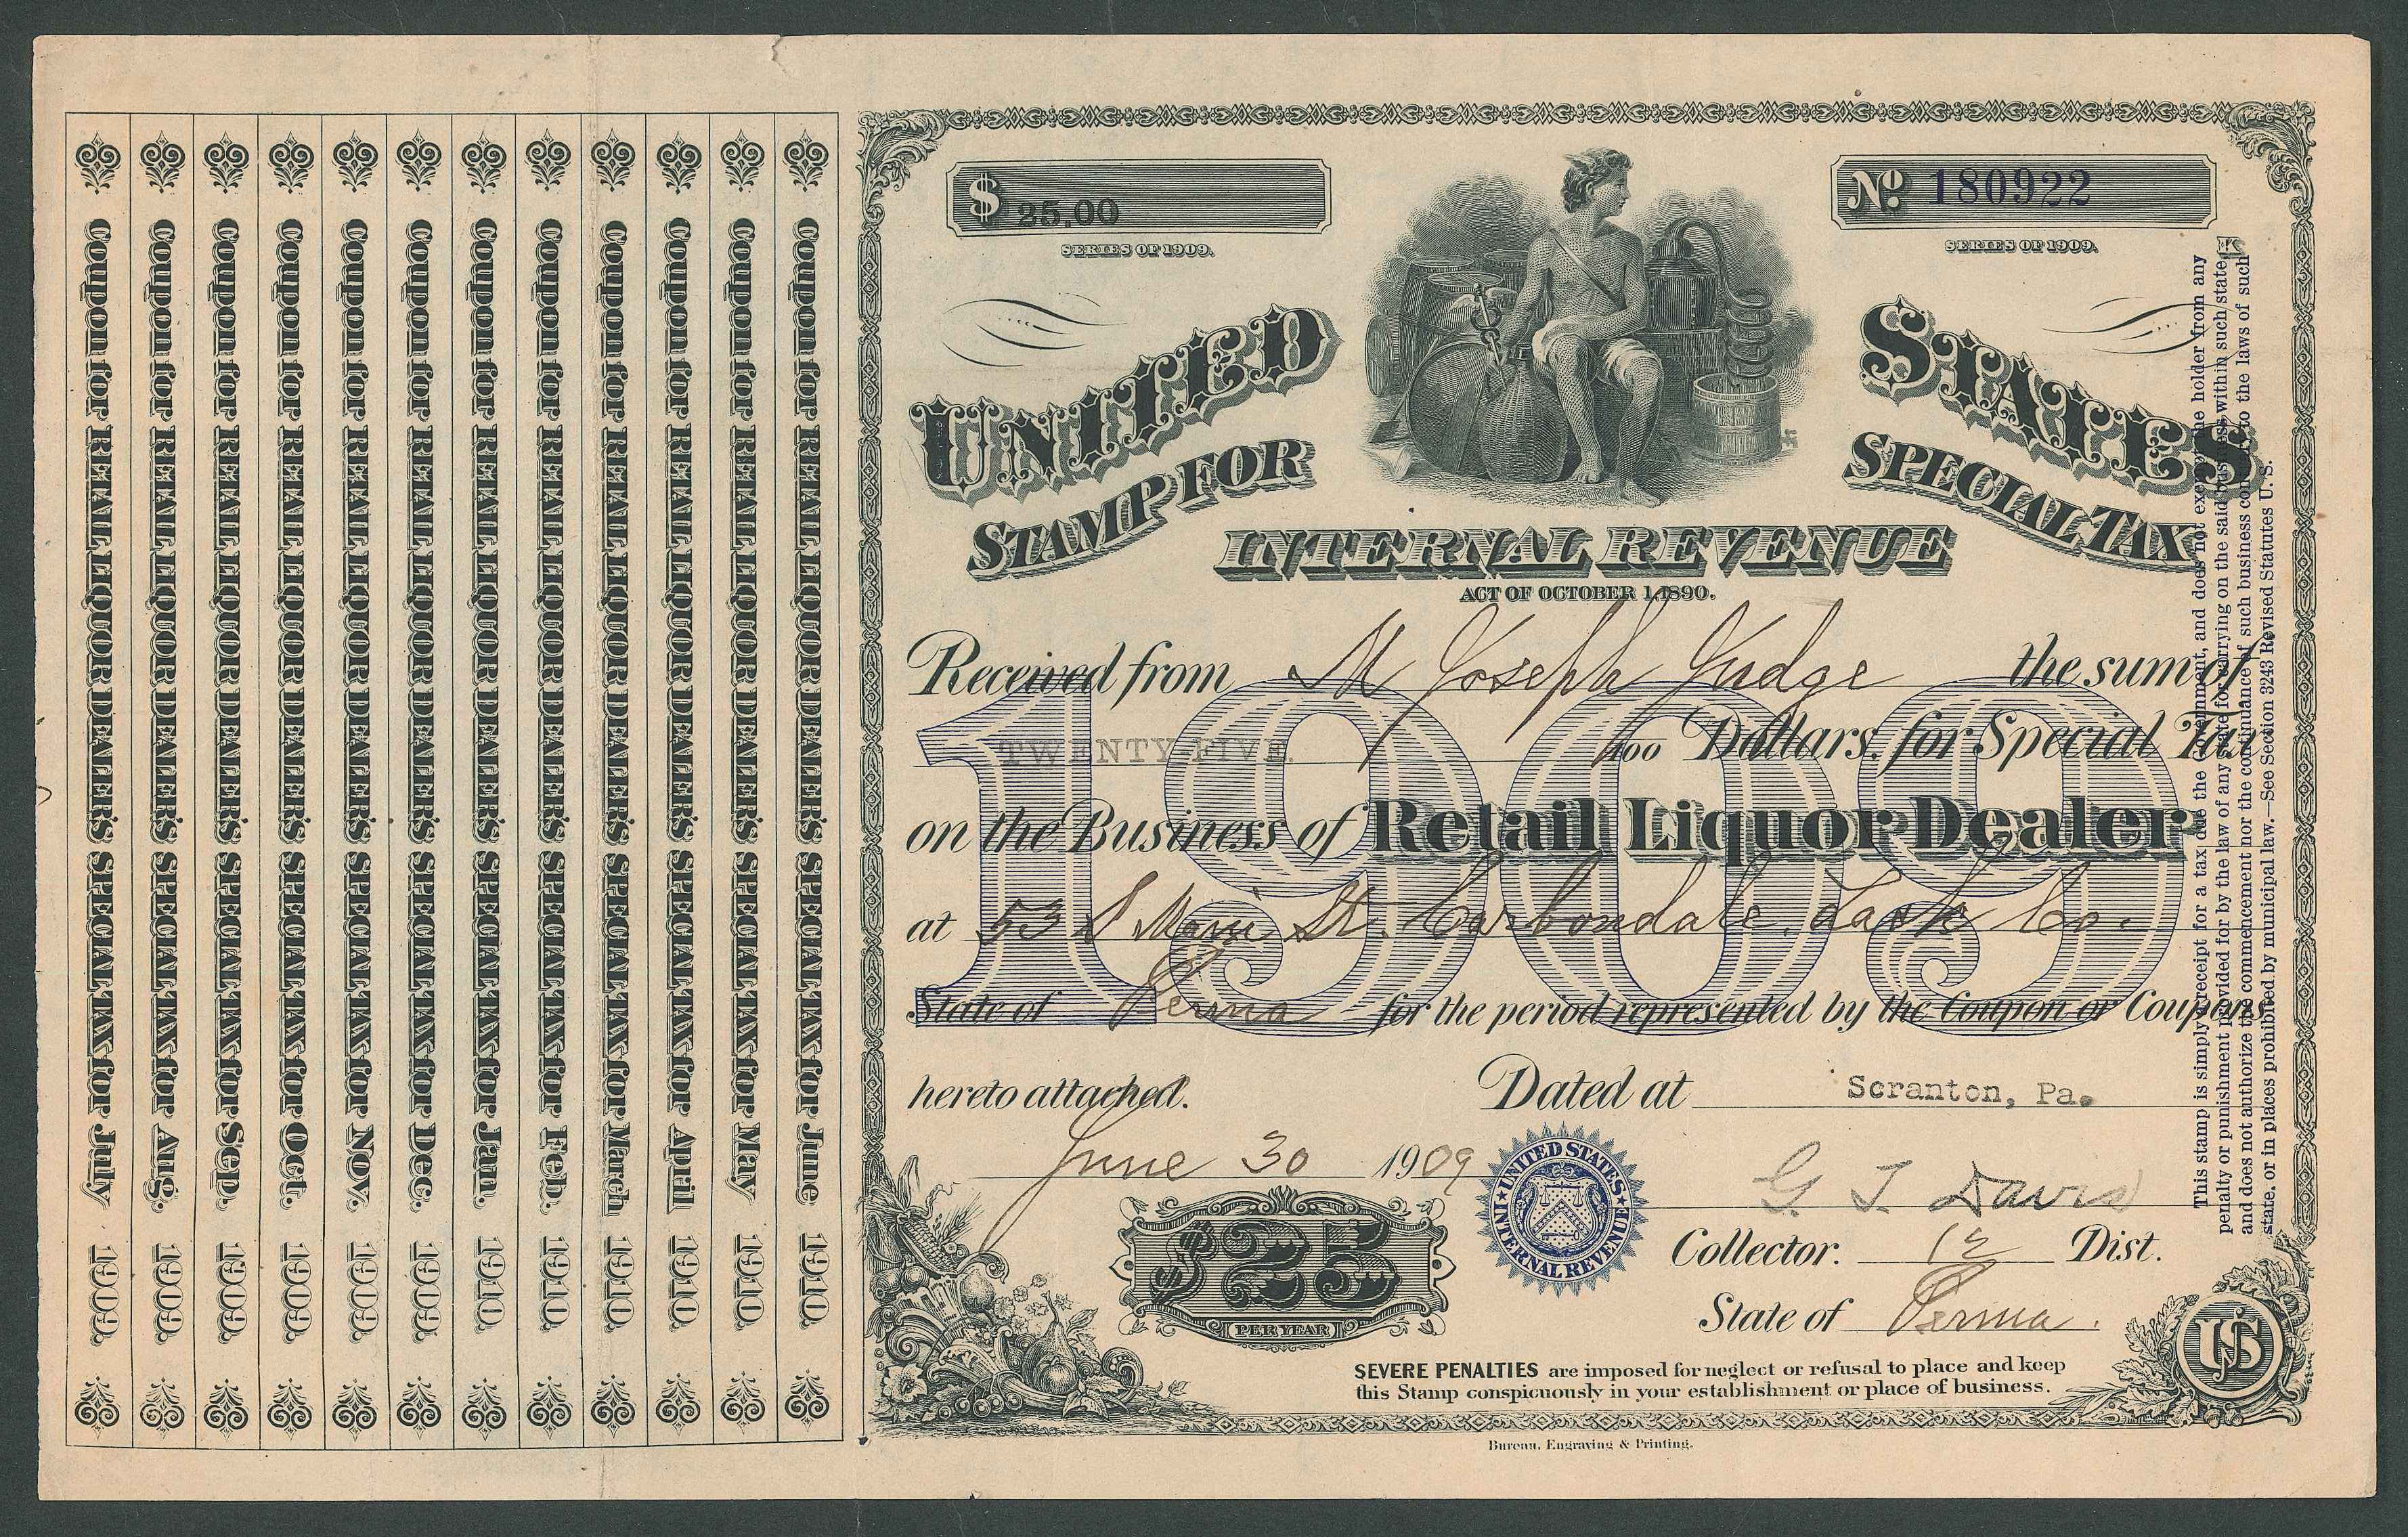 Coupon for RETAIL LIQUOR DEALER'S SPECIAL TAX for July 1909.
Coupon for RETAIL LIQUOR DEALER'S SPECIAL TAX for Aug. 1909.
Coupon for RETAIL LIQUOR DEALER'S SPECIAL TAX for Sep. 1909.
Coupon for RETAIL LIQUOR DEALER'S SPECIAL TAX for Oct. 1909.
Coupon for RETAIL LIQUOR DEALER'S SPECIAL TAX for Nov. 1909.
Coupon for RETAIL LIQUOR DEALER'S SPECIAL TAX for Dec. 1909.
Coupon for RETAIL LIQUOR DEALER'S SPECIAL TAX for Jan. 1910.
Coupon for RETAIL LIQUOR DEALER'S SPECIAL TAX for Feb. 1910.
Coupon for RETAIL LIQUOR DEALER'S SPECIAL TAX for March 1910.
Coupon for RETAIL LIQUOR DEALER'S SPECIAL TAX for April 1910.
Coupon for RETAIL LIQUOR DEALER'S SPECIAL TAX for May 1910.
Coupon for RETAIL LIQUOR DEALER'S SPECIAL TAX for June 1910.
$ 25.00
SERIES OF 1909.
No. 180922
SERIES OF 1909.
K
UNITED STATES
STAMP FOR SPECIAL TAX
INTERNAL REVENUE
ACT OF OCTOBER 1, 1890.
Received from M Joseph Judge the sum of
TWENTY-FIVE. /100 Dollars, for Special Tax
on the Business of Retail Liquor Dealer
at 53 S Main St. Carbondale, Lack Co.
State of Penna for the period represented by the Coupon or Coupons
hereto attached. Dated at Scranton, Pa.
June 30 1909
G. T. Davis
Collector. 12 Dist.
State of Penna.
1909
UNITED STATES
INTERNAL REVENUE
$25
PER YEAR
US
SEVERE PENALTIES are imposed for neglect or refusal to place and keep
this Stamp conspicuously in your establishment or place of business.
Bureau, Engraving & Printing.
This stamp is simply a receipt for a tax due the Government, and does not exempt the holder from any
penalty or punishment provided for by the law of any state for carrying on the said business within such state,
and does not authorize the commencement nor the continuance of such business contrary to the laws of such
state, or in places prohibited by municipal law.—See Section 3243 Revised Statutes U. S.